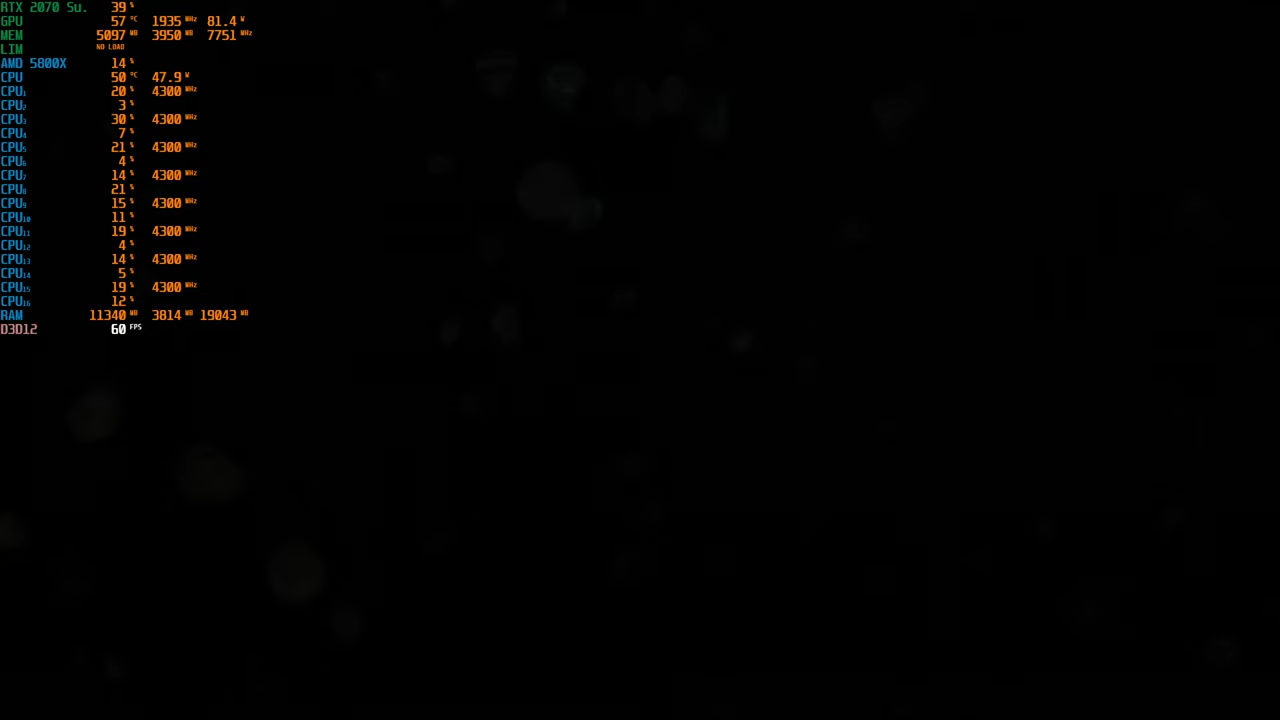 RTX 2070 Su. 39 %
GPU 57 °C 1935 MHz 81.4 W
MEM 5097 MB 3950 MB 7751 MHz
LIM NO LOAD
AMD 5800X 14 %
CPU 50 °C 47.9 W
CPU1 20 % 4300 MHz
CPU2 3 %
CPU3 30 % 4300 MHz
CPU4 7 %
CPU5 21 % 4300 MHz
CPU6 4 %
CPU7 14 % 4300 MHz
CPU8 21 %
CPU9 15 % 4300 MHz
CPU10 11 %
CPU11 19 % 4300 MHz
CPU12 4 %
CPU13 14 % 4300 MHz
CPU14 5 %
CPU15 19 % 4300 MHz
CPU16 12 %
RAM 11340 MB 3814 MB 19043 MB
D3D12 60 FPS